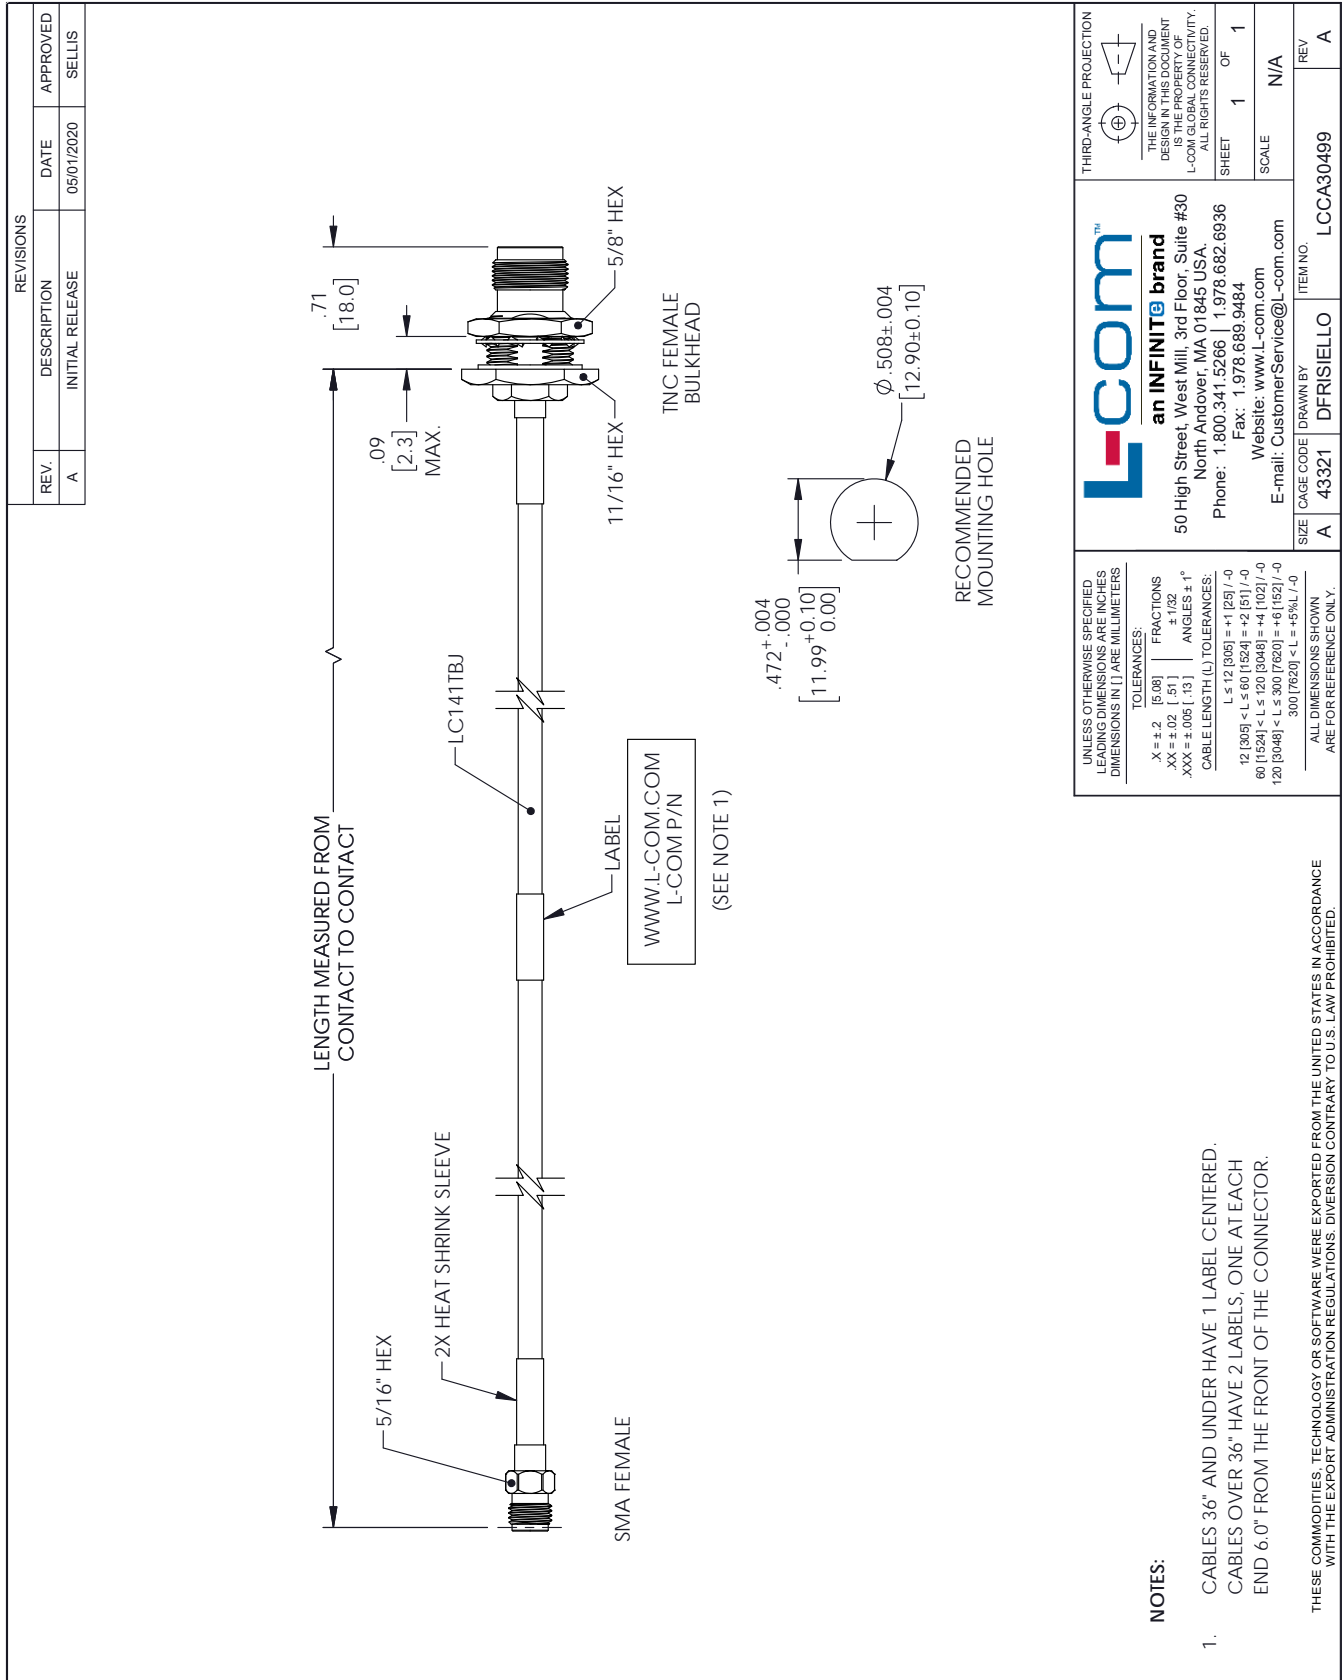 REVISIONS
REV. DESCRIPTION DATE APPROVED
A INITIAL RELEASE 05/01/2020 SELLIS
LENGTH MEASURED FROM
CONTACT TO CONTACT
.71
[18.0]
.09
[2.3]
MAX.
5/16" HEX
2X HEAT SHRINK SLEEVE
LC141TBJ
11/16" HEX
5/8" HEX
LABEL
WWW.L-COM.COM
L-COM P/N
(SEE NOTE 1)
SMA FEMALE
TNC FEMALE
BULKHEAD
.472+.004
-.000
[11.99+0.10
0.00]
Ø.508±.004
[12.90±0.10]
RECOMMENDED
MOUNTING HOLE
NOTES:
1. CABLES 36" AND UNDER HAVE 1 LABEL CENTERED.
CABLES OVER 36" HAVE 2 LABELS, ONE AT EACH
END 6.0" FROM THE FRONT OF THE CONNECTOR.
THESE COMMODITIES, TECHNOLOGY OR SOFTWARE WERE EXPORTED FROM THE UNITED STATES IN ACCORDANCE
WITH THE EXPORT ADMINISTRATION REGULATIONS. DIVERSION CONTRARY TO U.S. LAW PROHIBITED.
UNLESS OTHERWISE SPECIFIED
LEADING DIMENSIONS ARE INCHES
DIMENSIONS IN [ ] ARE MILLIMETERS
TOLERANCES:
.X = ±.2 [5.08] FRACTIONS
.XX = ±.02 [.51] ± 1/32
.XXX = ±.005 [.13] ANGLES ± 1°
CABLE LENGTH (L) TOLERANCES:
L ≤ 12 [305] = +1 [25] / -0
12 [305] < L ≤ 60 [1524] = +2 [51] / -0
60 [1524] < L ≤ 120 [3048] = +4 [102] / -0
120 [3048] < L ≤ 300 [7620] = +6 [152] / -0
300 [7620] < L = +5%L / -0
ALL DIMENSIONS SHOWN
ARE FOR REFERENCE ONLY.
L-com™
an INFINITe brand
50 High Street, West Mill, 3rd Floor, Suite #30
North Andover, MA 01845 USA.
Phone: 1.800.341.5266 | 1.978.682.6936
Fax: 1.978.689.9484
Website: www.L-com.com
E-mail: CustomerService@L-com.com
THIRD-ANGLE PROJECTION
THE INFORMATION AND
DESIGN IN THIS DOCUMENT
IS THE PROPERTY OF
L-COM GLOBAL CONNECTIVITY.
ALL RIGHTS RESERVED.
SHEET 1 OF 1
SCALE N/A
SIZE A
CAGE CODE 43321
DRAWN BY DFRISIELLO
ITEM NO. LCCA30499
REV A